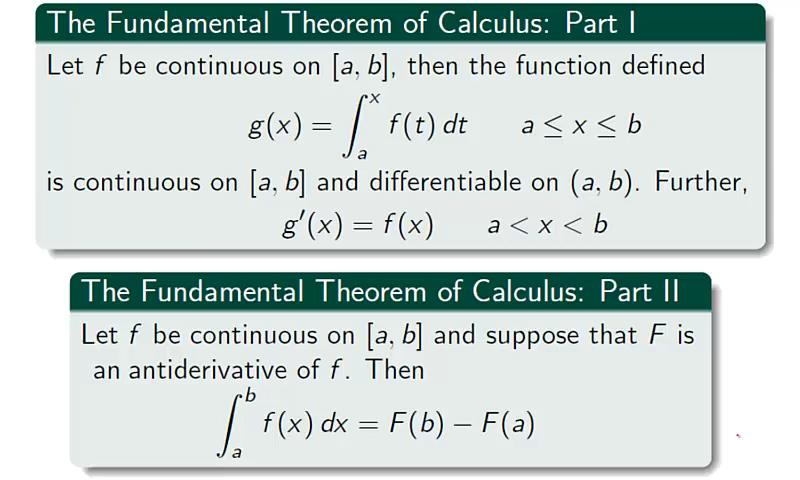 The Fundamental Theorem of Calculus: Part I
Let f be continuous on [a, b], then the function defined
g(x) = ∫ₐˣ f(t) dt   a ≤ x ≤ b
is continuous on [a, b] and differentiable on (a, b). Further,
g′(x) = f(x)   a < x < b
The Fundamental Theorem of Calculus: Part II
Let f be continuous on [a, b] and suppose that F is
an antiderivative of f. Then
∫ₐᵇ f(x) dx = F(b) − F(a)